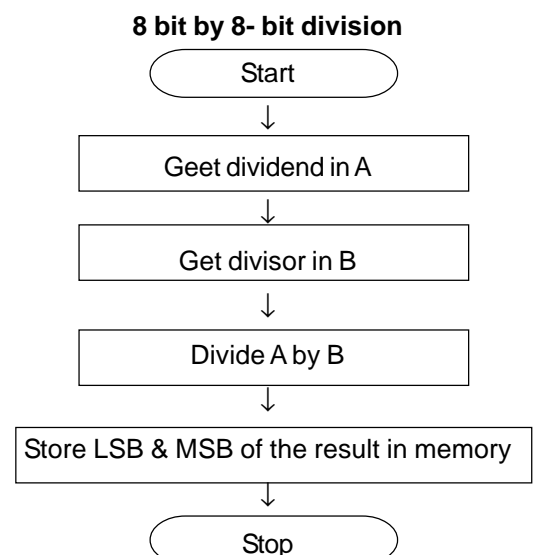 8 bit by 8- bit division
Start
Geet dividend in A
Get divisor in B
Divide A by B
Store LSB & MSB of the result in memory
Stop